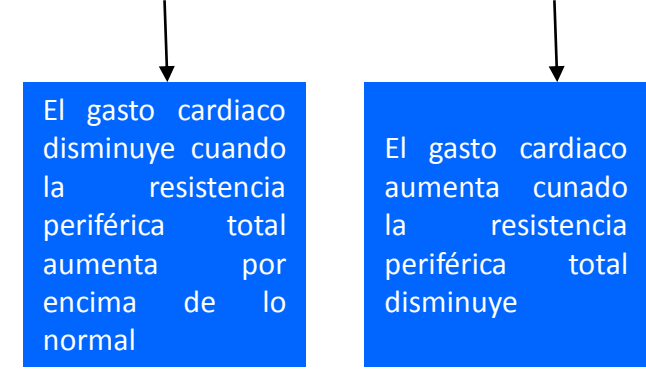 El gasto cardiaco
disminuye cuando
la resistencia
periférica total
aumenta por
encima de lo
normal
El gasto cardiaco
aumenta cunado
la resistencia
periférica total
disminuye